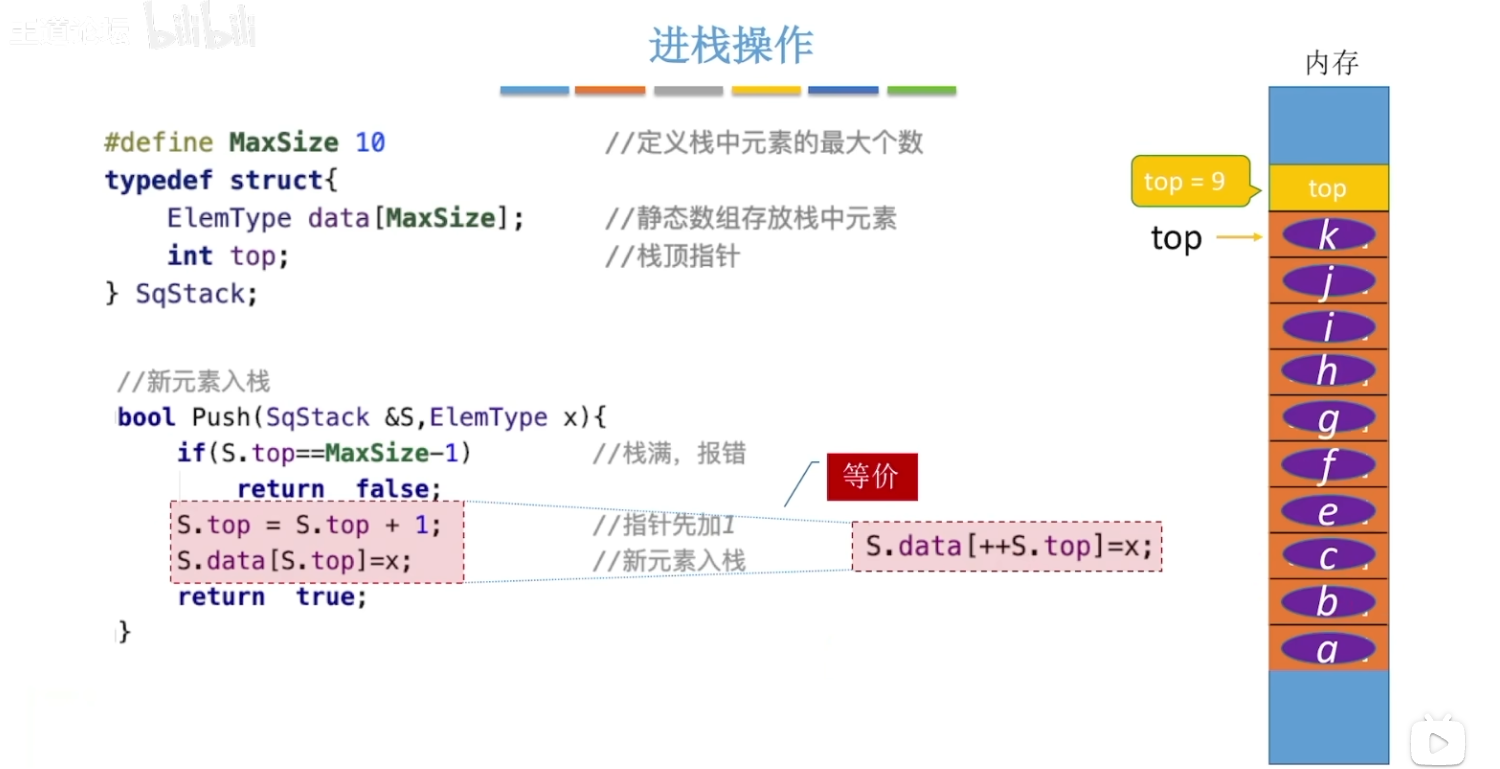 王道论坛 bilibili
进栈操作
#define MaxSize 10 //定义栈中元素的最大个数
typedef struct{
ElemType data[MaxSize]; //静态数组存放栈中元素
int top; //栈顶指针
} SqStack;
//新元素入栈
bool Push(SqStack &S,ElemType x){
if(S.top==MaxSize-1) //栈满，报错
return false;
S.top = S.top + 1; //指针先加1
S.data[S.top]=x; //新元素入栈
return true;
}
等价
S.data[++S.top]=x;
内存
top = 9
top
top
k
j
i
h
g
f
e
c
b
a